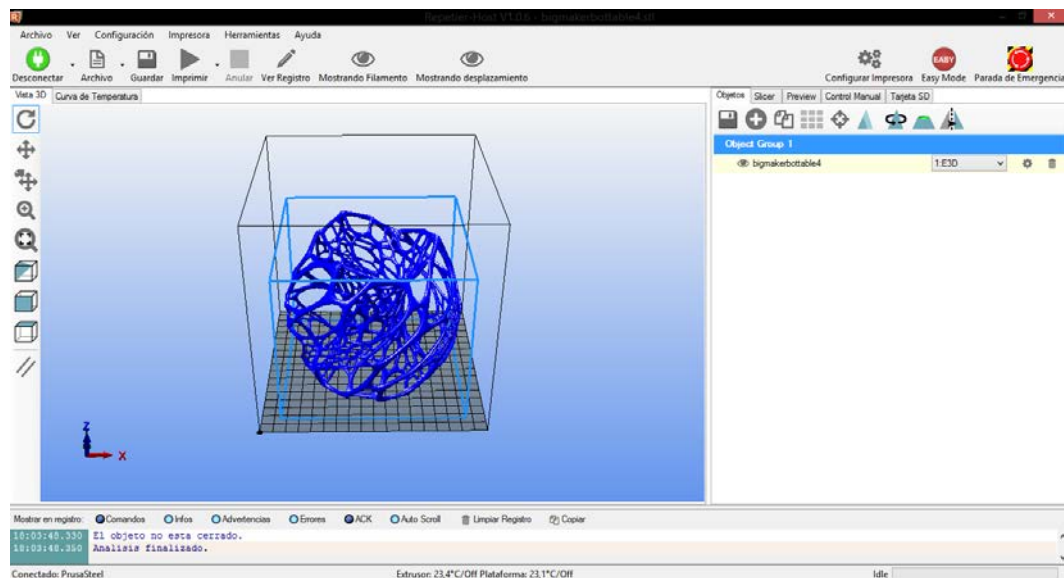 Repetier-Host V1.0.6 - bigmakerbottable4.stl
Archivo Ver Configuración Impresora Herramientas Ayuda
Desconectar Archivo Guardar Imprimir Anular Ver Registro Mostrando Filamento Mostrando desplazamiento Configurar Impresora Easy Mode Parada de Emergencia
EASY
Vista 3D Curva de Temperatura
Objetos Slicer Preview Control Manual Tarjeta SD
Object Group 1
bigmakerbottable4 1:E3D
Z
X
Mostrar en registro: Comandos Infos Advertencias Errores ACK Auto Scroll Limpiar Registro Copiar
18:03:48.330 El objeto no esta cerrado.
18:03:48.350 Analisis finalizado.
Conectado: PrusaSteel Extrusor: 23,4°C/Off Plataforma: 23,1°C/Off Idle